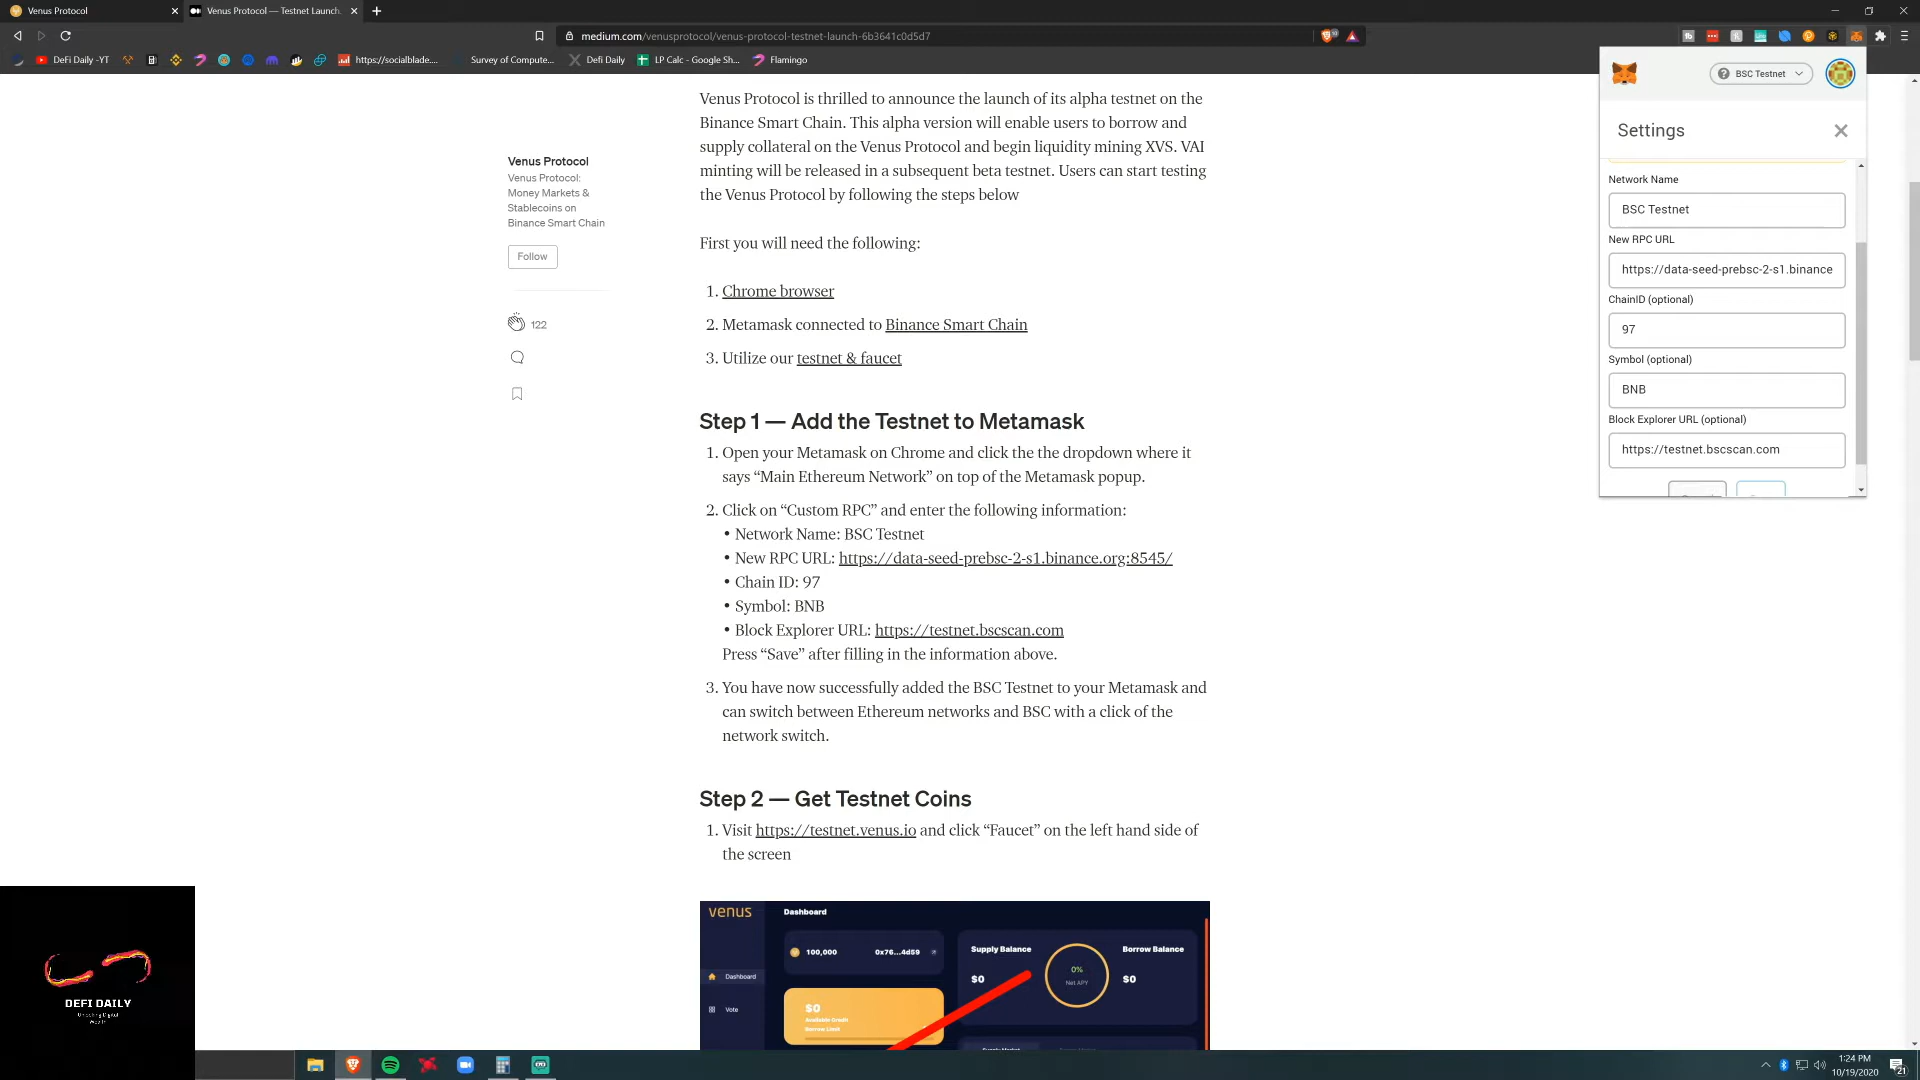 Venus Protocol
Venus Protocol — Testnet Launch.
medium.com/venusprotocol/venus-protocol-testnet-launch-6b3641c0d5d7
DeFi Daily -YT
https://socialblade....
Survey of Compute...
Defi Daily
LP Calc - Google Sh...
Flamingo
Venus Protocol is thrilled to announce the launch of its alpha testnet on the
Binance Smart Chain. This alpha version will enable users to borrow and
supply collateral on the Venus Protocol and begin liquidity mining XVS. VAI
minting will be released in a subsequent beta testnet. Users can start testing
the Venus Protocol by following the steps below
Venus Protocol
Venus Protocol:
Money Markets &
Stablecoins on
Binance Smart Chain
Follow
122
First you will need the following:
1. Chrome browser
2. Metamask connected to Binance Smart Chain
3. Utilize our testnet & faucet
Step 1 — Add the Testnet to Metamask
1. Open your Metamask on Chrome and click the the dropdown where it
says “Main Ethereum Network” on top of the Metamask popup.
2. Click on “Custom RPC” and enter the following information:
• Network Name: BSC Testnet
• New RPC URL: https://data-seed-prebsc-2-s1.binance.org:8545/
• Chain ID: 97
• Symbol: BNB
• Block Explorer URL: https://testnet.bscscan.com
Press “Save” after filling in the information above.
3. You have now successfully added the BSC Testnet to your Metamask and
can switch between Ethereum networks and BSC with a click of the
network switch.
Step 2 — Get Testnet Coins
1. Visit https://testnet.venus.io and click “Faucet” on the left hand side of
the screen
venus
Dashboard
100,000
0x76...4d59
Dashboard
Vote
$0
Available Credit
Borrow Limit
Supply Balance
$0
0%
Net APY
Borrow Balance
$0
Supply Market
BSC Testnet
Settings
Network Name
BSC Testnet
New RPC URL
https://data-seed-prebsc-2-s1.binance
ChainID (optional)
97
Symbol (optional)
BNB
Block Explorer URL (optional)
https://testnet.bscscan.com
DEFI DAILY
Unlocking Digital
Wealth
1:24 PM
10/19/2020
21